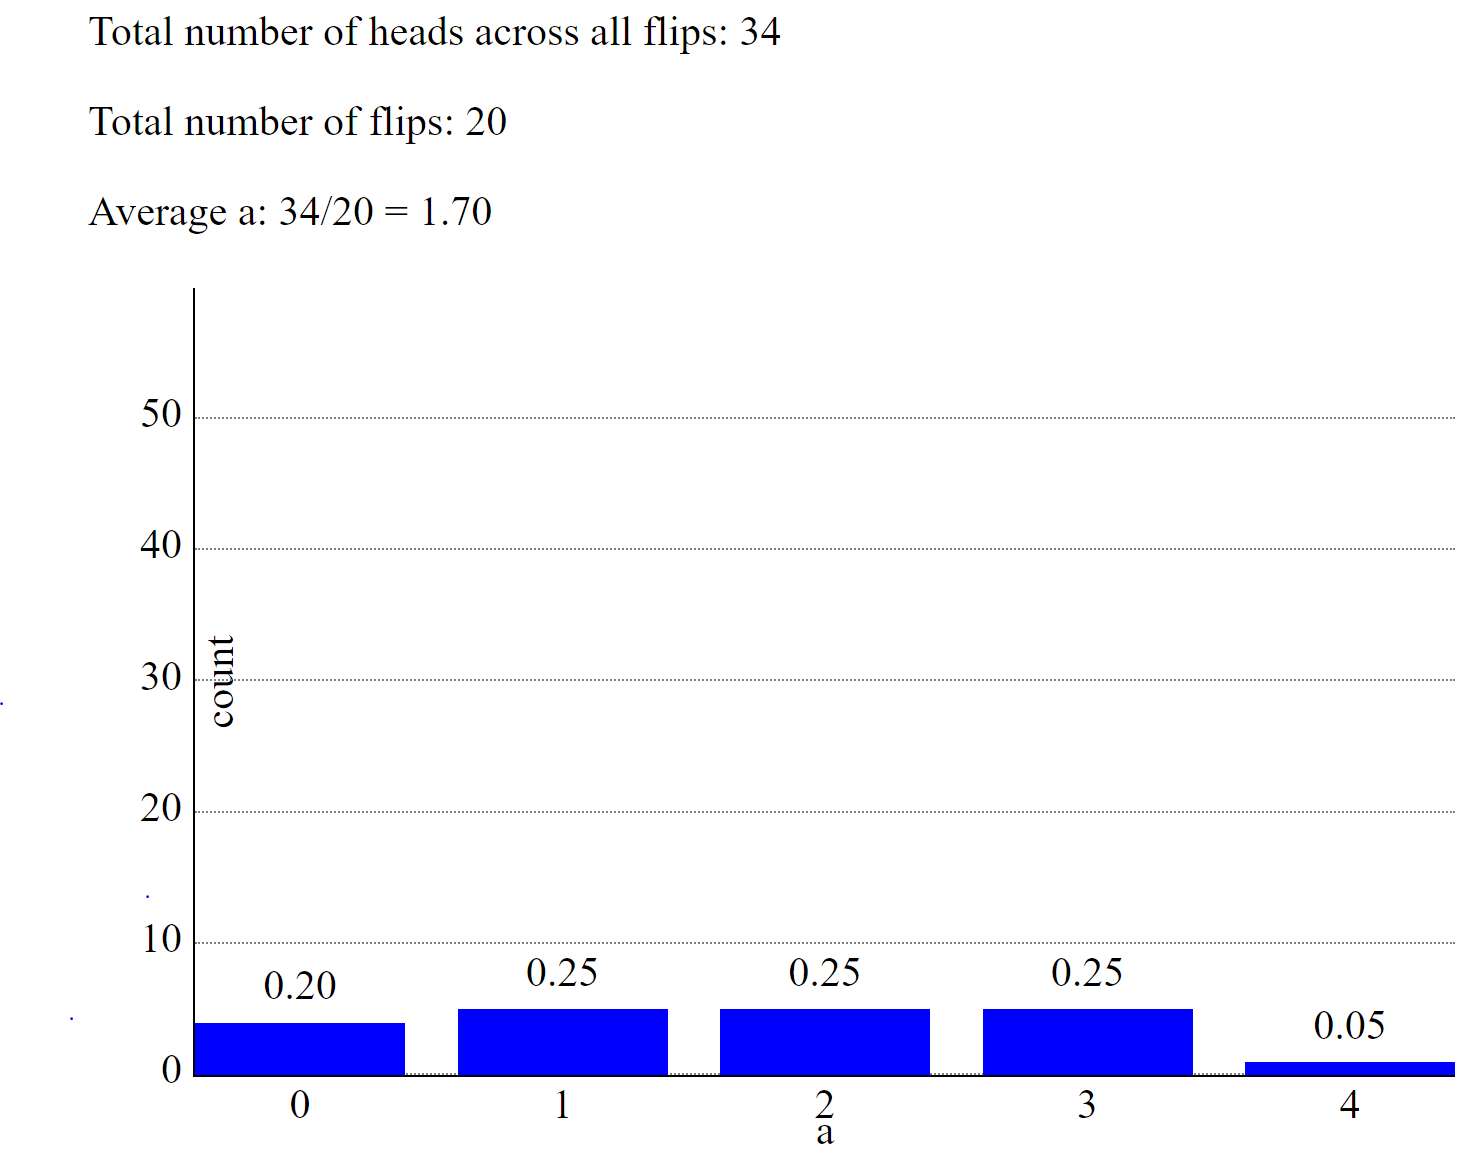 Total number of heads across all flips: 34
Total number of flips: 20
Average a: 34/20 = 1.70
50
40
30
count
20
10
0.20 0.25 0.25 0.25 0.05
0
0 1 2 3 4
a